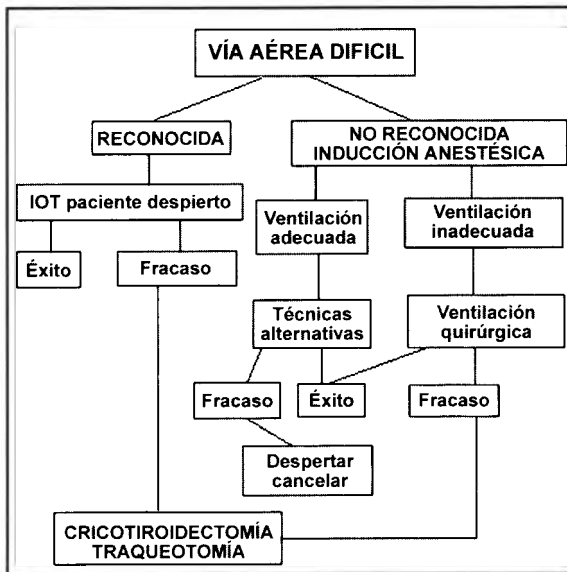 VÍA AÉREA DIFICIL
RECONOCIDA
NO RECONOCIDA
INDUCCIÓN ANESTÉSICA
IOT paciente despierto
Ventilación
adecuada
Ventilación
inadecuada
Éxito
Fracaso
Técnicas
alternativas
Ventilación
quirúrgica
Fracaso
Éxito
Fracaso
Despertar
cancelar
CRICOTIROIDECTOMÍA
TRAQUEOTOMÍA